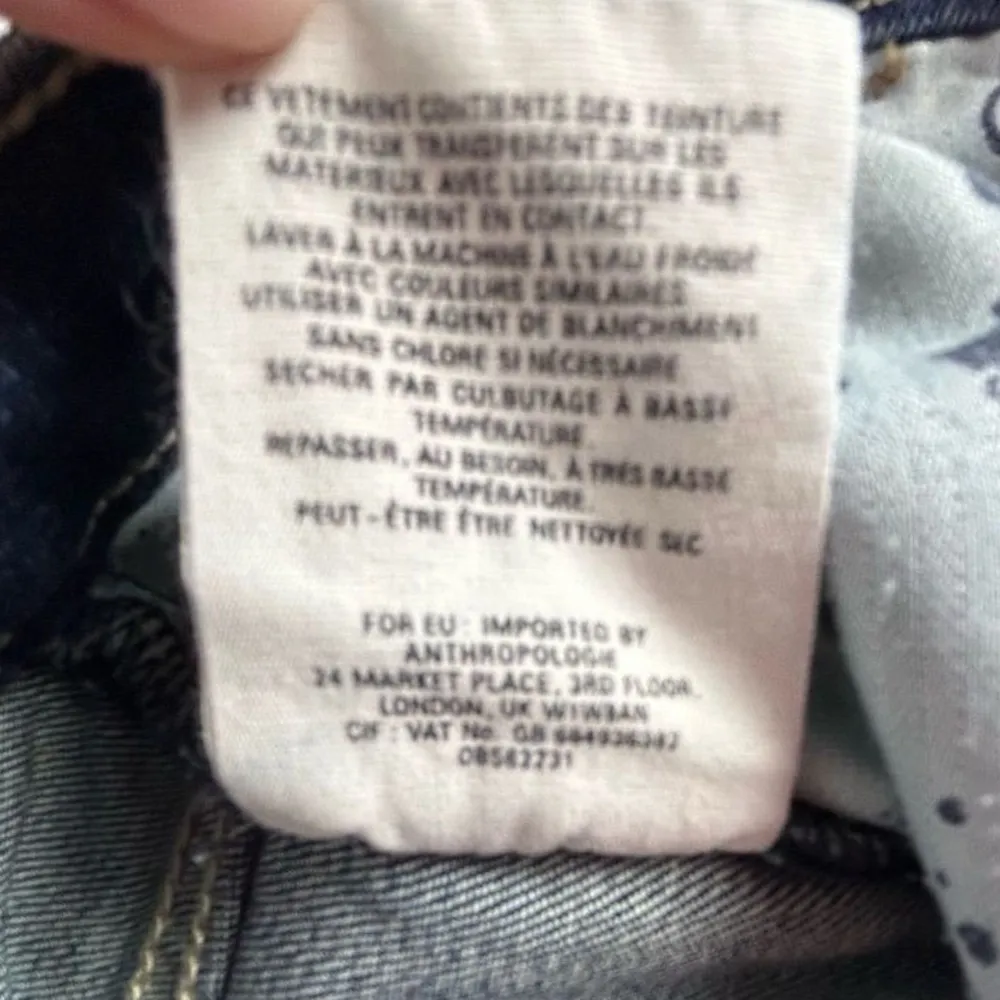 CE VETEMENT CONTIENTS DES TEINTURE
QUI PEUX TRANSFERENT SUR LES
MATERIEUX AVEC LESQUELLES ILS
ENTRENT EN CONTACT.
LAVER À LA MACHINE À L'EAU FROIDE
AVEC COULEURS SIMILAIRES
UTILISER UN AGENT DE BLANCHIMENT
SANS CHLORE SI NÉCESSAIRE
SECHER PAR CULBUTAGE À BASSE
TEMPÉRATURE.
REPASSER, AU BESOIN, À TRÈS BASSE
TEMPÉRATURE.
PEUT-ÊTRE ÊTRE NETTOYÉE SEC
FOR EU: IMPORTED BY
ANTHROPOLOGIE
24 MARKET PLACE, 3RD FLOOR.
LONDON, UK W1W8AN
CIF : VAT No. GB